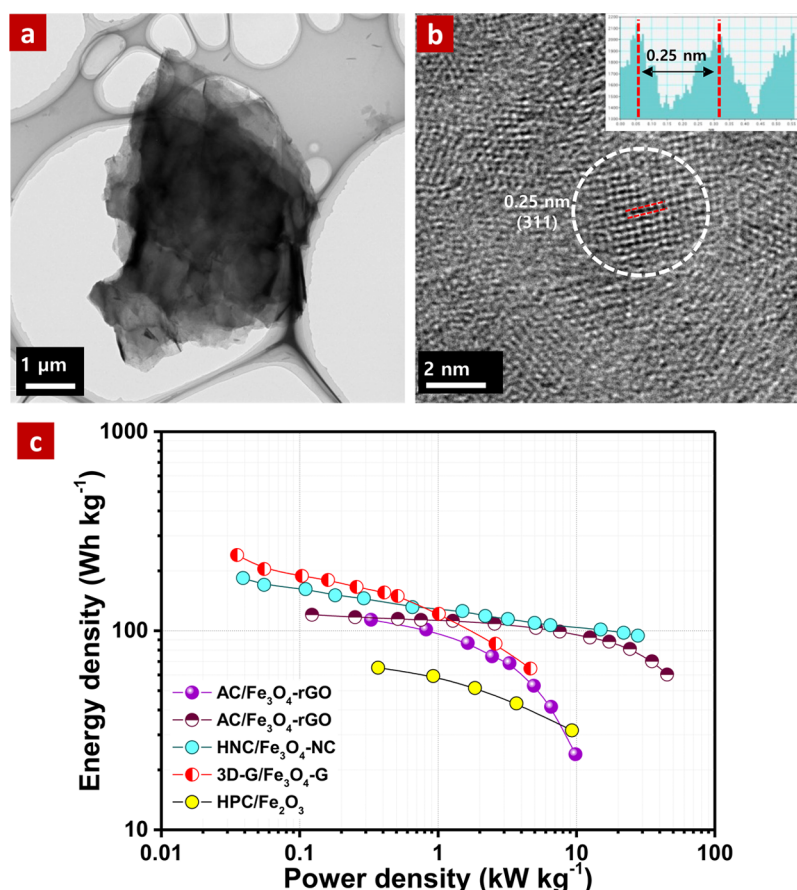 a
1 μm
b
0.25 nm
0.25 nm
(311)
2 nm
c
Energy density (Wh kg⁻¹)
1000
100
10
AC/Fe₃O₄-rGO
AC/Fe₃O₄-rGO
HNC/Fe₃O₄-NC
3D-G/Fe₃O₄-G
HPC/Fe₂O₃
0.01 0.1 1 10 100
Power density (kW kg⁻¹)